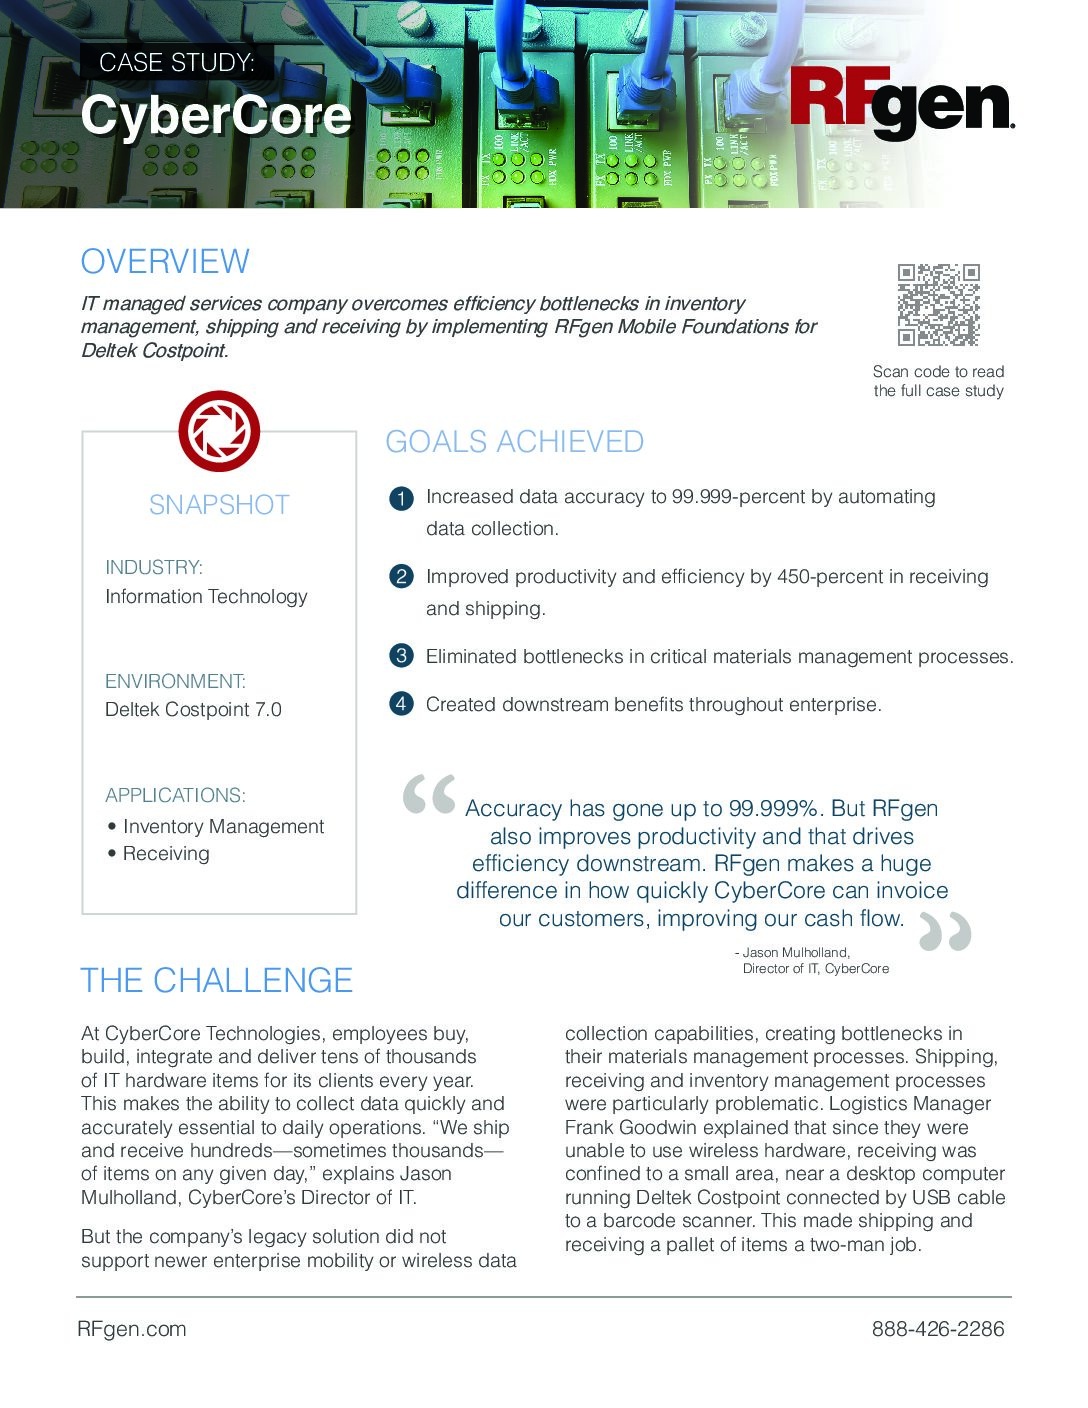 CASE STUDY:
CyberCore
RFgen.
OVERVIEW
IT managed services company overcomes efficiency bottlenecks in inventory
management, shipping and receiving by implementing RFgen Mobile Foundations for
Deltek Costpoint.
Scan code to read
the full case study
SNAPSHOT
INDUSTRY:
Information Technology
ENVIRONMENT:
Deltek Costpoint 7.0
APPLICATIONS:
• Inventory Management
• Receiving
GOALS ACHIEVED
1 Increased data accuracy to 99.999-percent by automating
data collection.
2 Improved productivity and efficiency by 450-percent in receiving
and shipping.
3 Eliminated bottlenecks in critical materials management processes.
4 Created downstream benefits throughout enterprise.
“Accuracy has gone up to 99.999%. But RFgen
also improves productivity and that drives
efficiency downstream. RFgen makes a huge
difference in how quickly CyberCore can invoice
our customers, improving our cash flow.”
- Jason Mulholland,
Director of IT, CyberCore
THE CHALLENGE
At CyberCore Technologies, employees buy,
build, integrate and deliver tens of thousands
of IT hardware items for its clients every year.
This makes the ability to collect data quickly and
accurately essential to daily operations. “We ship
and receive hundreds—sometimes thousands—
of items on any given day,” explains Jason
Mulholland, CyberCore’s Director of IT.
But the company’s legacy solution did not
support newer enterprise mobility or wireless data
collection capabilities, creating bottlenecks in
their materials management processes. Shipping,
receiving and inventory management processes
were particularly problematic. Logistics Manager
Frank Goodwin explained that since they were
unable to use wireless hardware, receiving was
confined to a small area, near a desktop computer
running Deltek Costpoint connected by USB cable
to a barcode scanner. This made shipping and
receiving a pallet of items a two-man job.
RFgen.com
888-426-2286